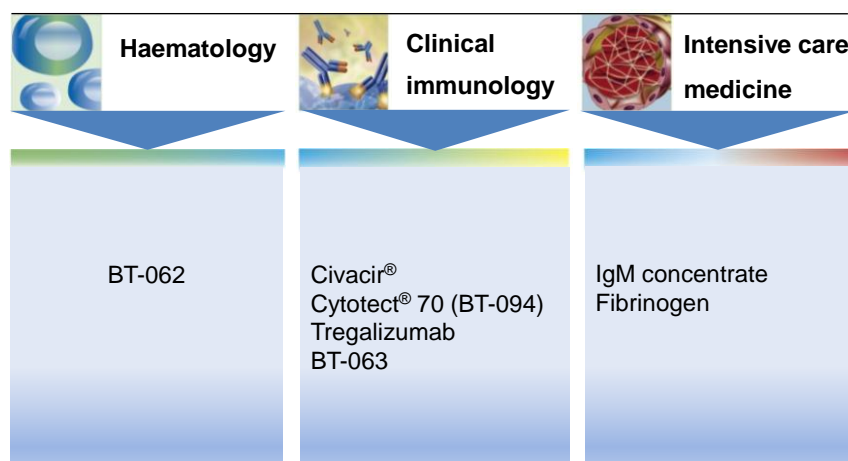 Haematology
Clinical
immunology
Intensive care
medicine
BT-062
Civacir®
Cytotect® 70 (BT-094)
Tregalizumab
BT-063
IgM concentrate
Fibrinogen